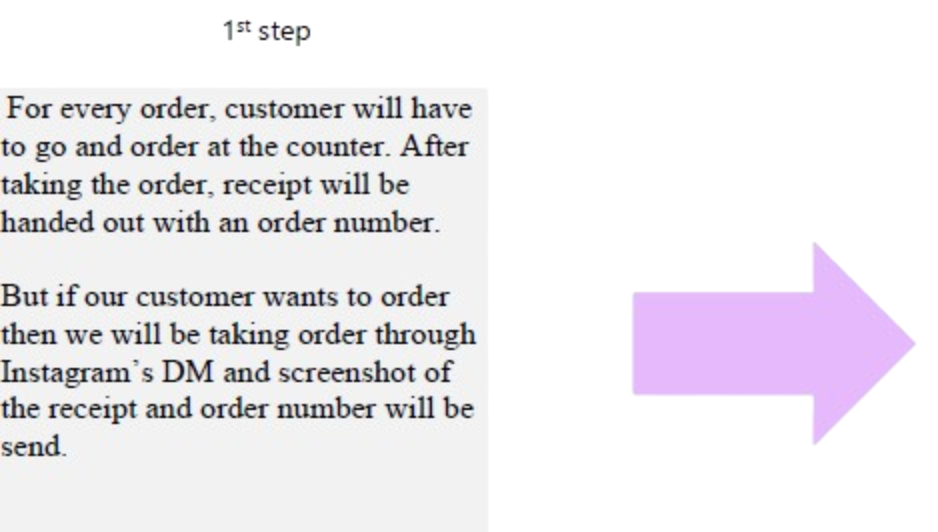 1st step
For every order, customer will have
to go and order at the counter. After
taking the order, receipt will be
handed out with an order number.
But if our customer wants to order
then we will be taking order through
Instagram’s DM and screenshot of
the receipt and order number will be
send.